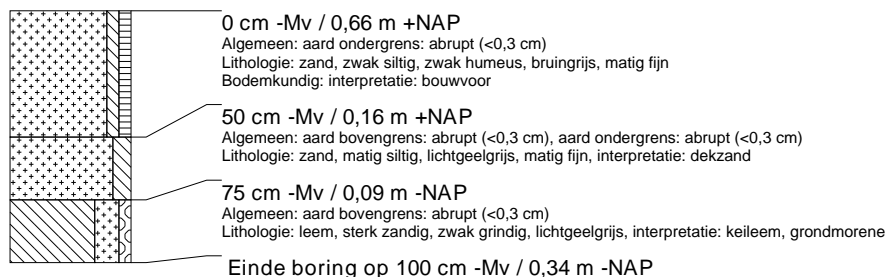 0 cm -Mv / 0,66 m +NAP
Algemeen: aard ondergrens: abrupt (<0,3 cm)
Lithologie: zand, zwak siltig, zwak humeus, bruingrijs, matig fijn
Bodemkundig: interpretatie: bouwvoor
50 cm -Mv / 0,16 m +NAP
Algemeen: aard bovengrens: abrupt (<0,3 cm), aard ondergrens: abrupt (<0,3 cm)
Lithologie: zand, matig siltig, lichtgeelgrijs, matig fijn, interpretatie: dekzand
75 cm -Mv / 0,09 m -NAP
Algemeen: aard bovengrens: abrupt (<0,3 cm)
Lithologie: leem, sterk zandig, zwak grindig, lichtgeelgrijs, interpretatie: keileem, grondmorene
Einde boring op 100 cm -Mv / 0,34 m -NAP